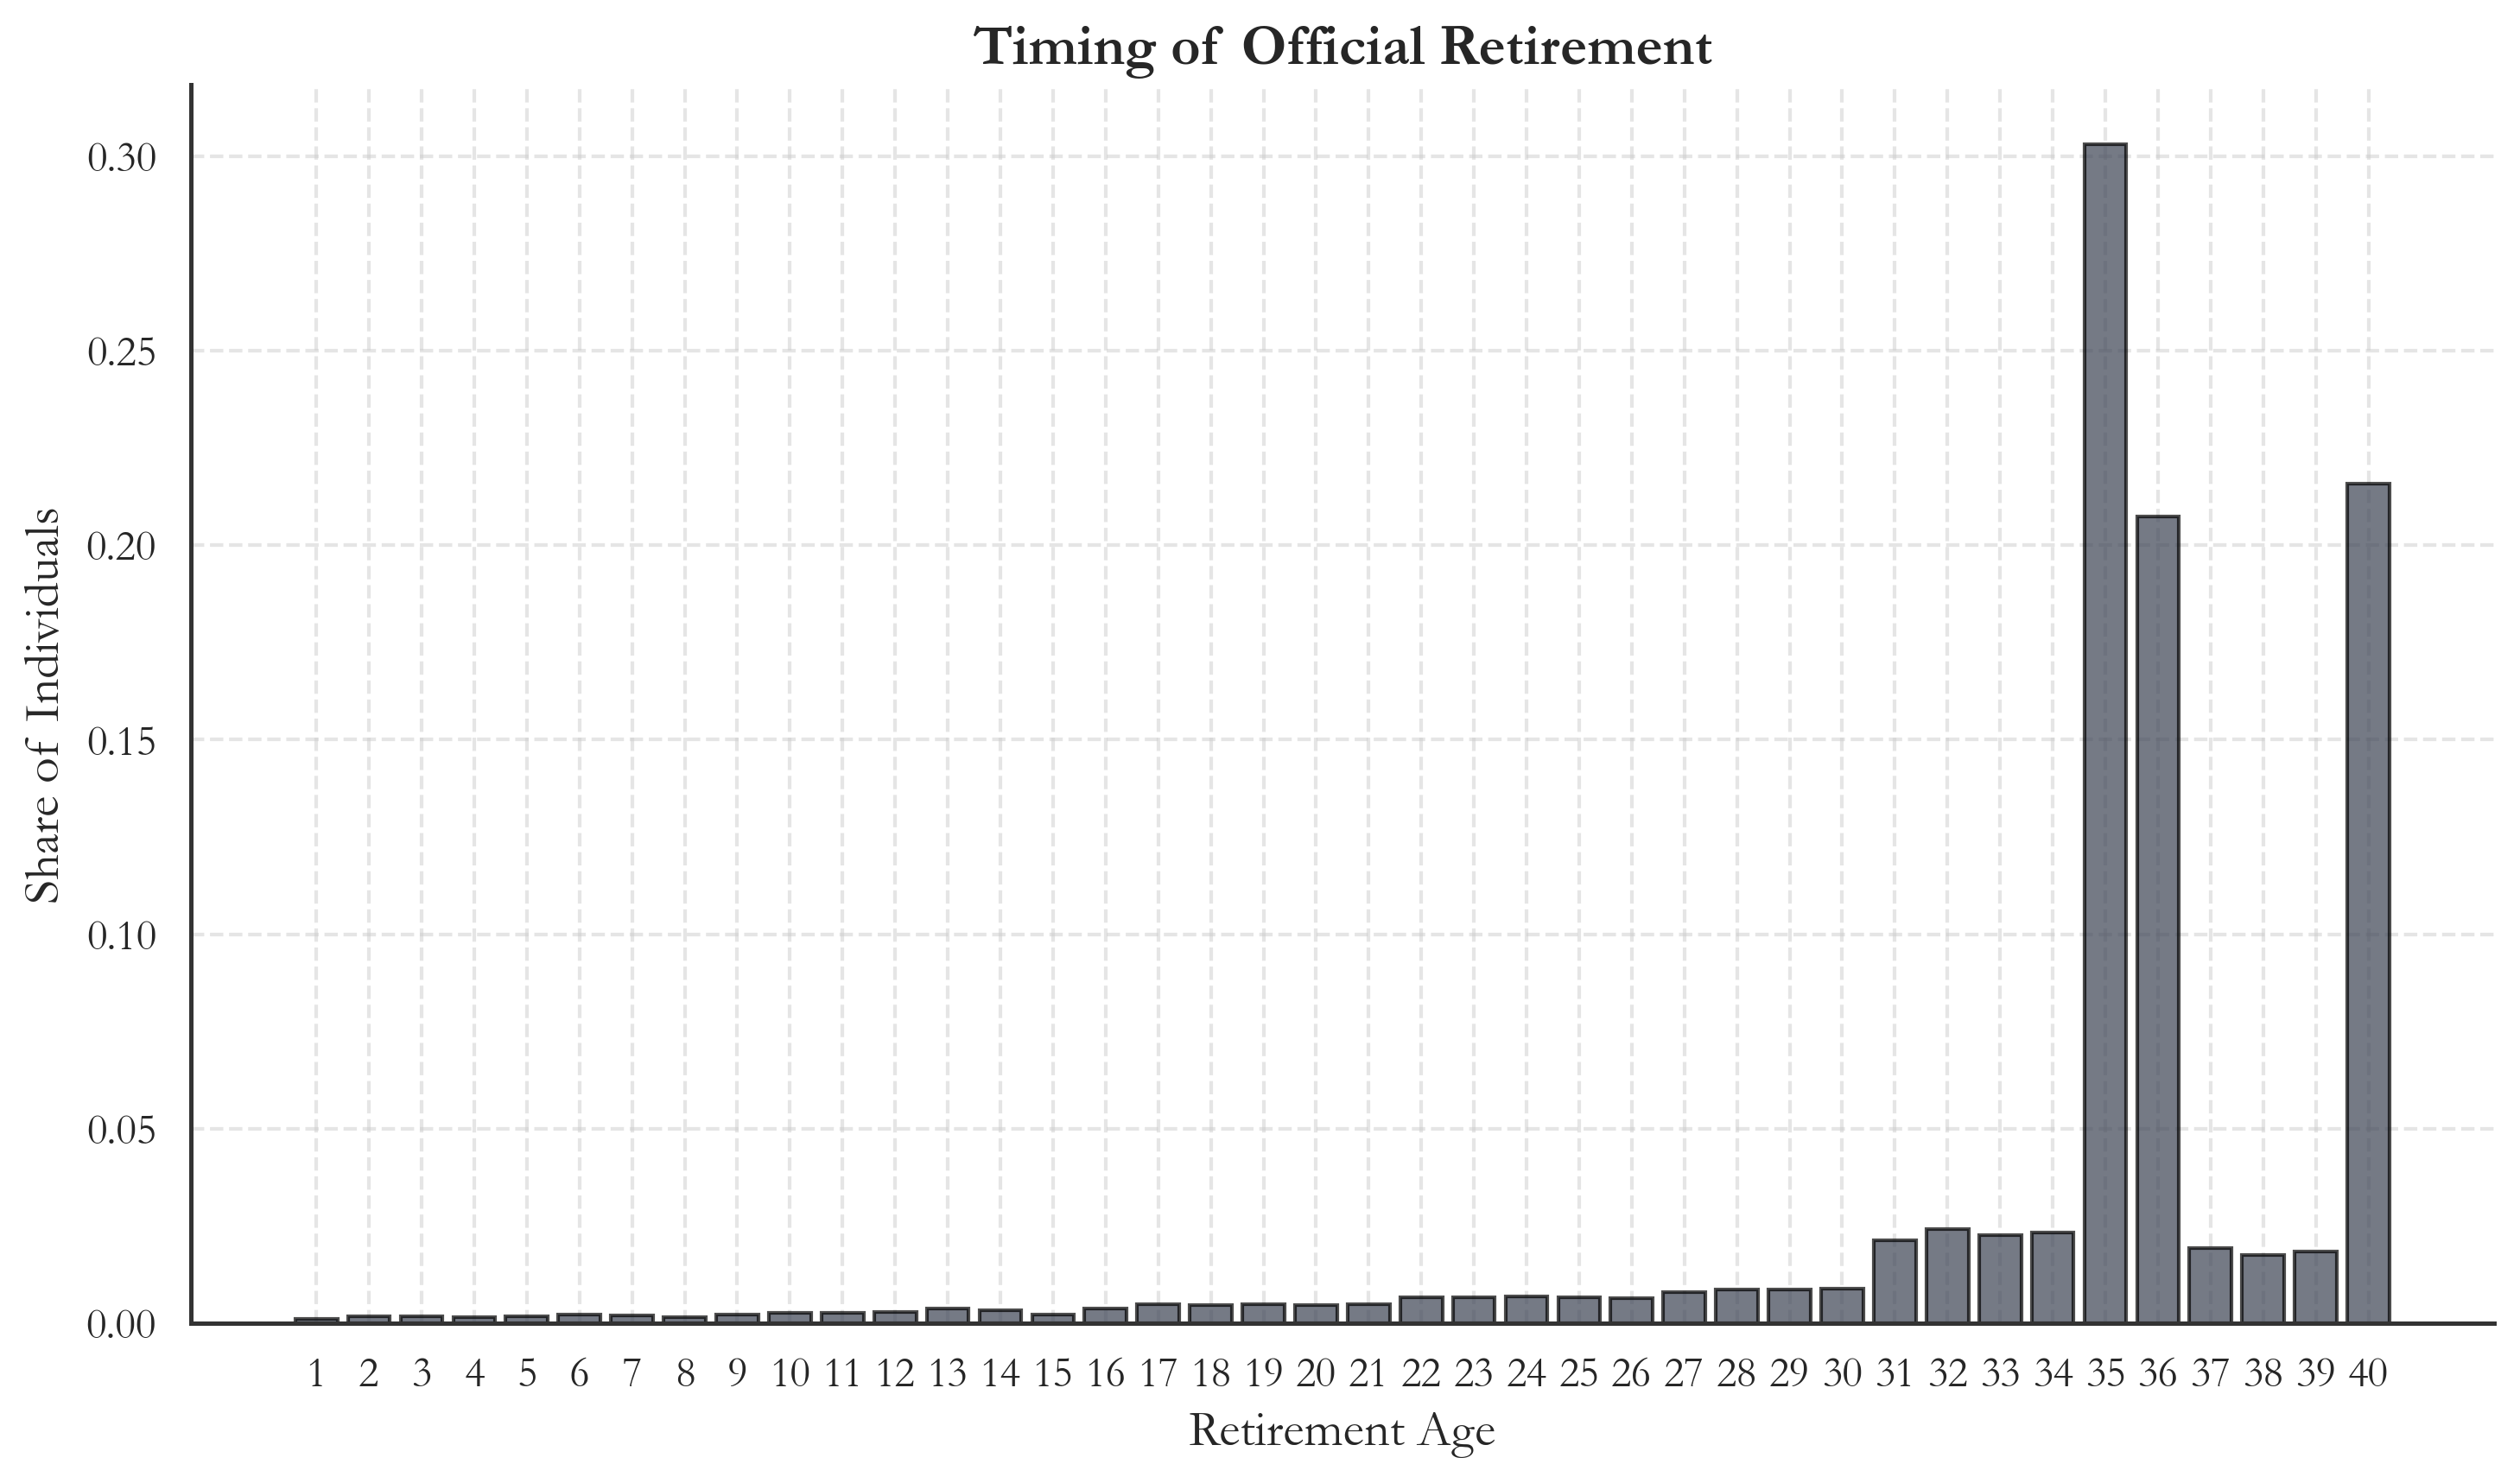 Timing of Official Retirement
Share of Individuals
0.30
0.25
0.20
0.15
0.10
0.05
0.00
1 2 3 4 5 6 7 8 9 10 11 12 13 14 15 16 17 18 19 20 21 22 23 24 25 26 27 28 29 30 31 32 33 34 35 36 37 38 39 40
Retirement Age